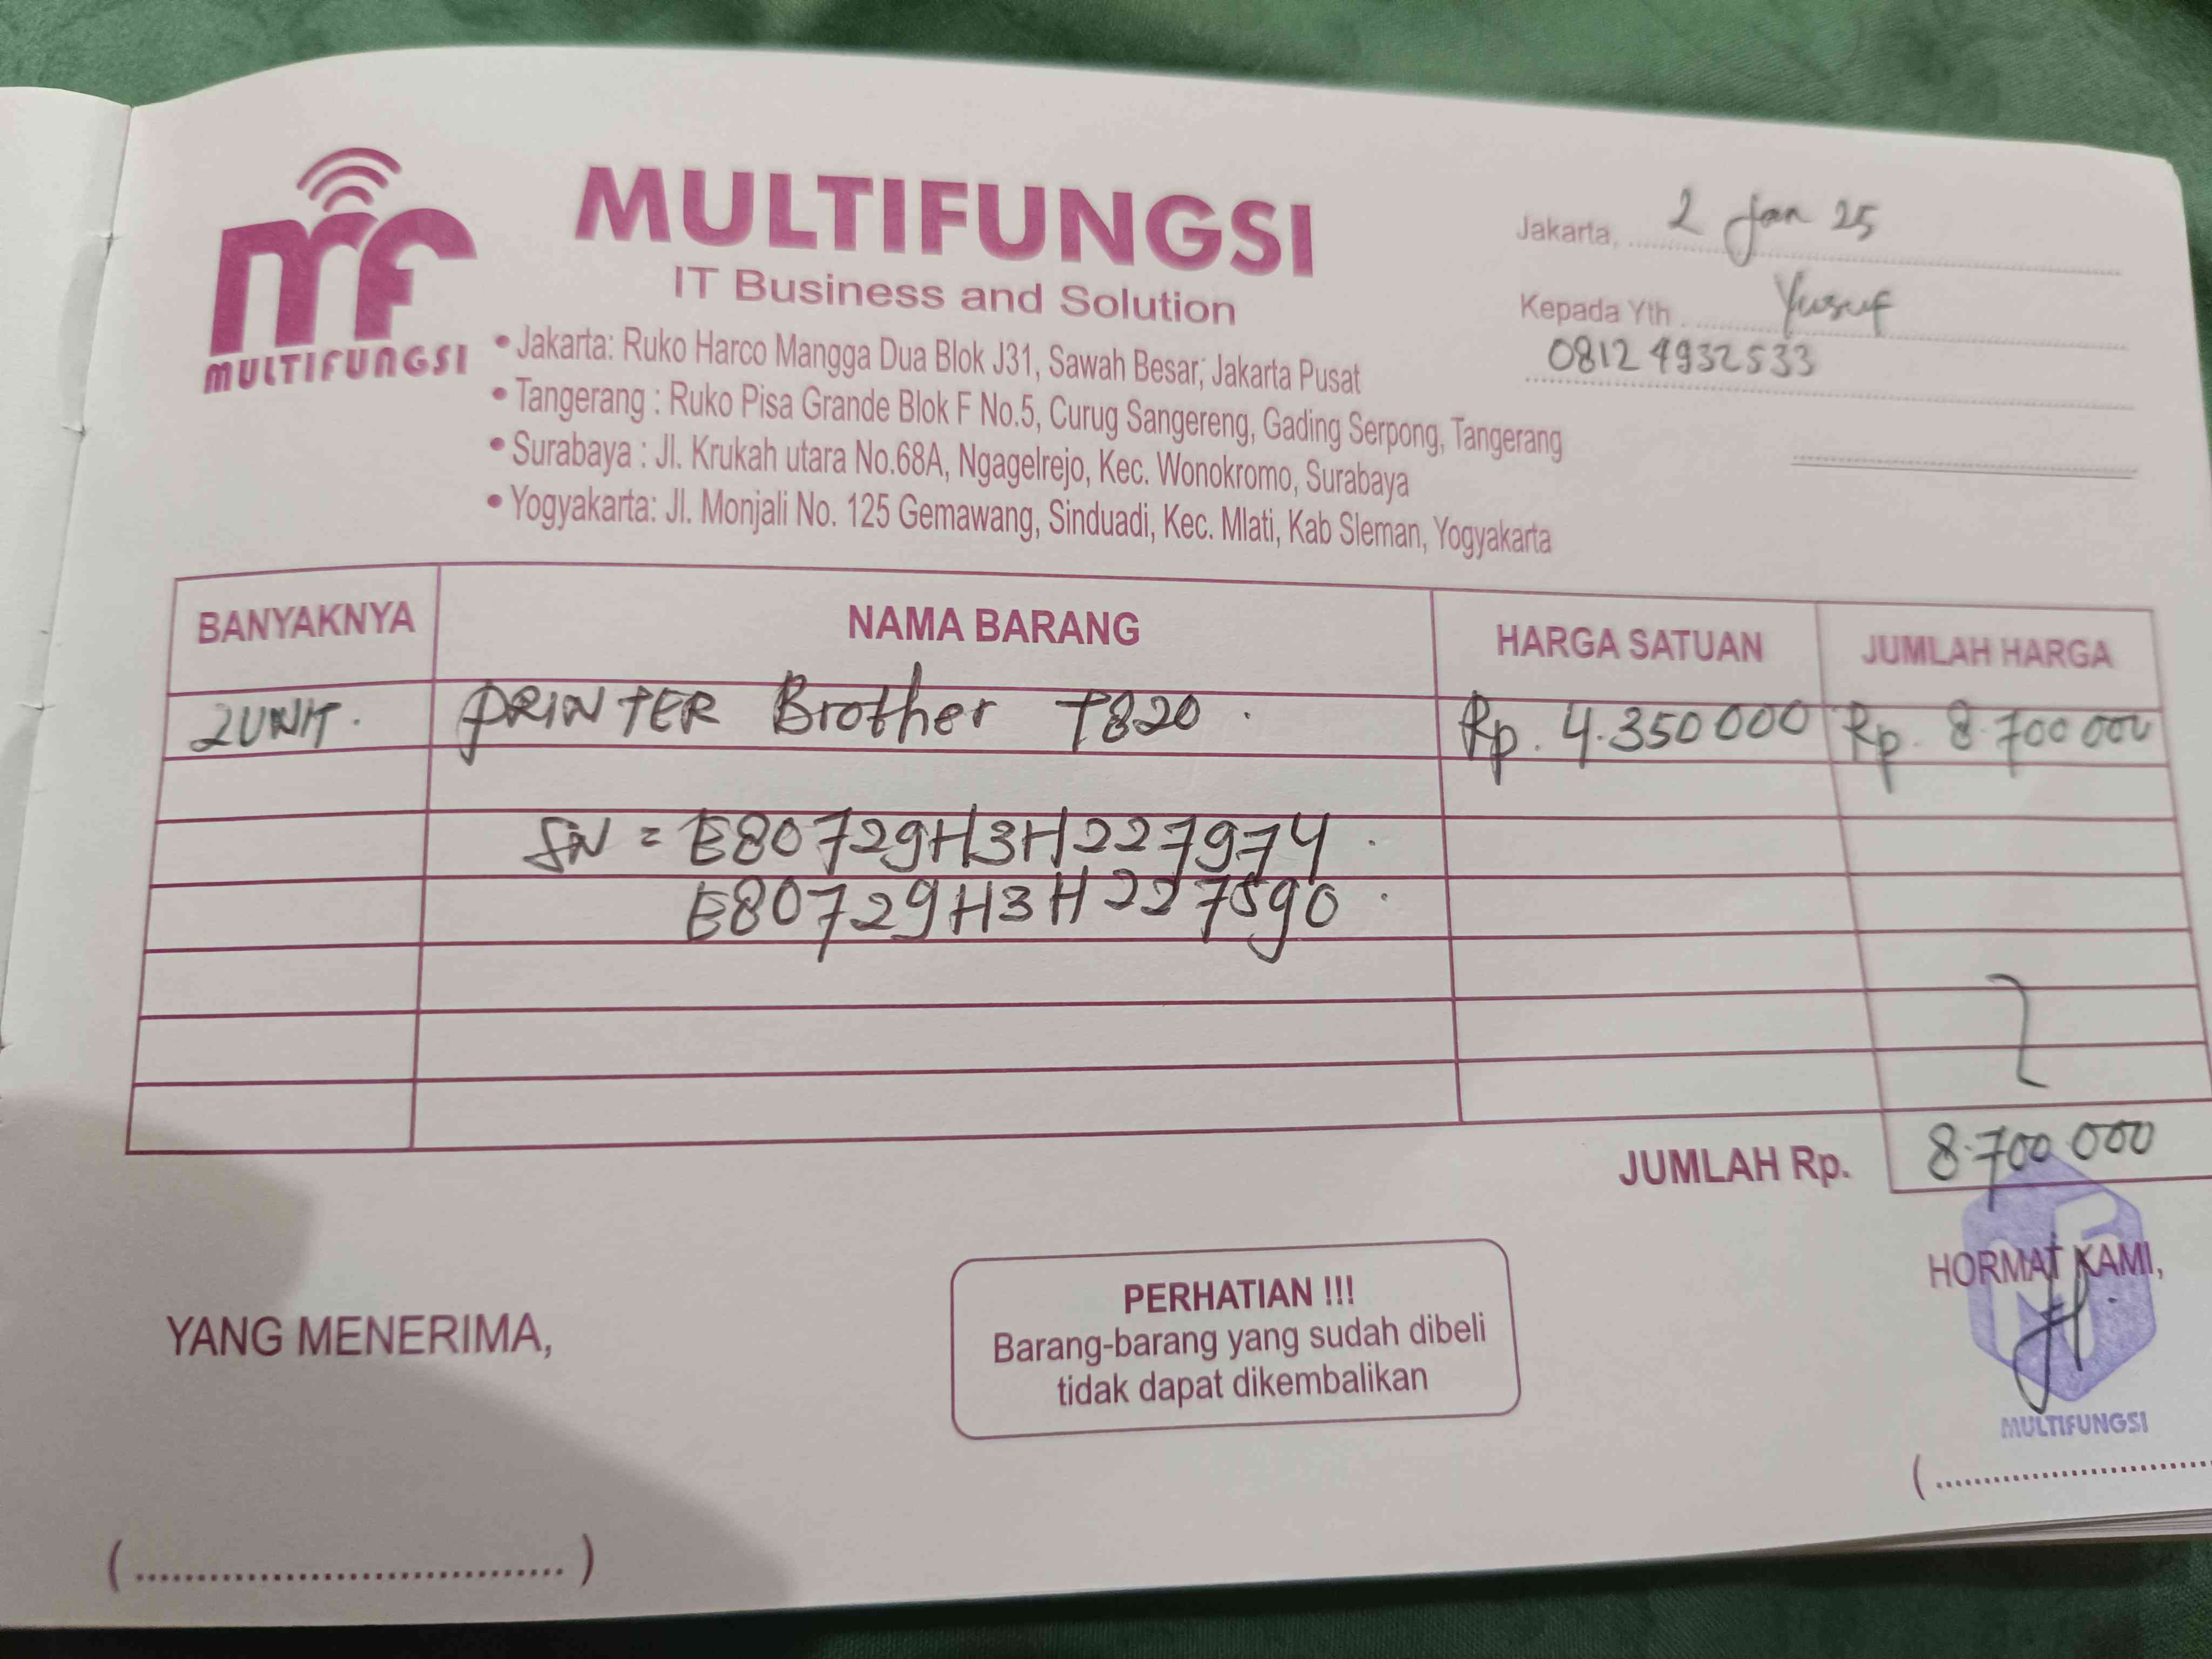 MULTIFUNGSI
MULTIFUNGSI
IT Business and Solution
• Jakarta: Ruko Harco Mangga Dua Blok J31, Sawah Besar, Jakarta Pusat
• Tangerang : Ruko Pisa Grande Blok F No.5, Curug Sangereng, Gading Serpong, Tangerang
• Surabaya : Jl. Krukah utara No.68A, Ngagelrejo, Kec. Wonokromo, Surabaya
• Yogyakarta: Jl. Monjali No. 125 Gemawang, Sinduadi, Kec. Mlati, Kab Sleman, Yogyakarta
Jakarta, 2 Jan 25
Kepada Yth. Yusuf
08124932533
BANYAKNYA NAMA BARANG HARGA SATUAN JUMLAH HARGA
2UNIT. PRINTER Brother T820. Rp. 4.350 000 Rp. 8.700 000
SN = E80729H3H227974.
E80729H3H227590.
JUMLAH Rp. 8.700 000
YANG MENERIMA,
PERHATIAN !!!
Barang-barang yang sudah dibeli
tidak dapat dikembalikan
HORMAT KAMI,
MULTIFUNGSI